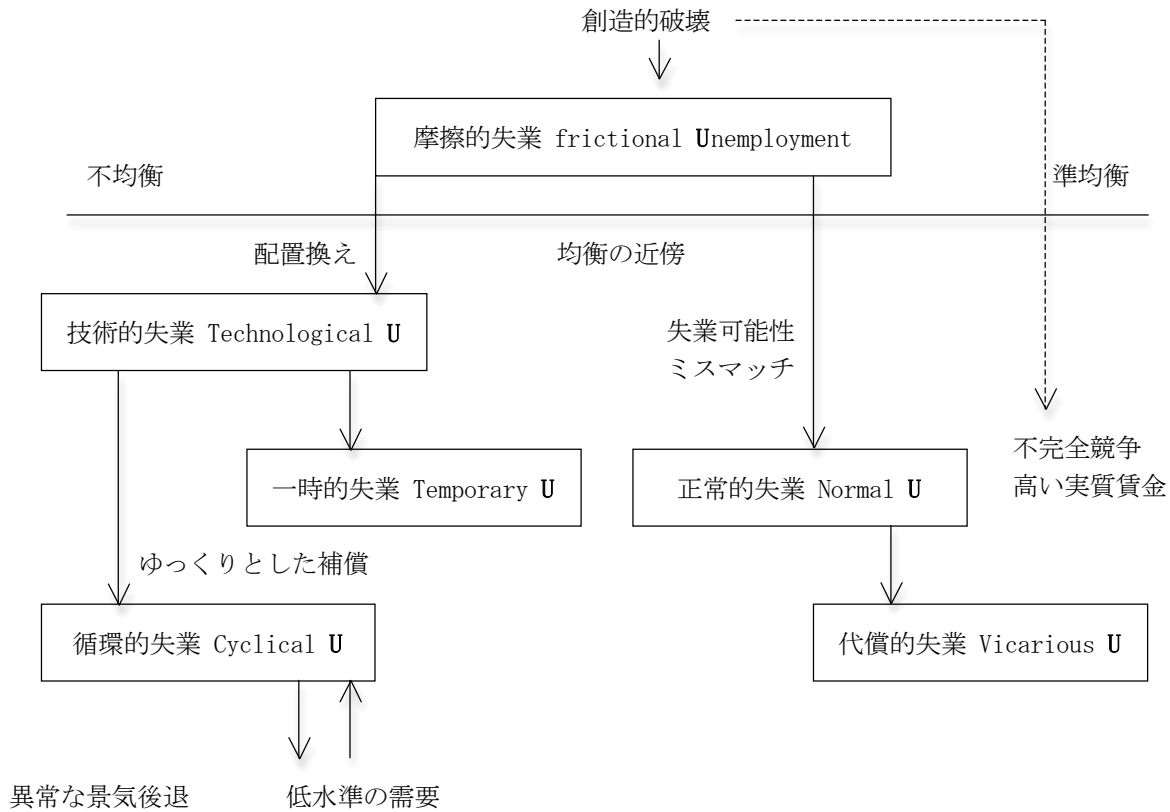 創造的破壊
摩擦的失業 frictional Unemployment
不均衡
準均衡
配置換え
均衡の近傍
技術的失業 Technological U
失業可能性
ミスマッチ
一時的失業 Temporary U
正常的失業 Normal U
不完全競争
高い実質賃金
ゆっくりとした補償
循環的失業 Cyclical U
代償的失業 Vicarious U
異常な景気後退
低水準の需要